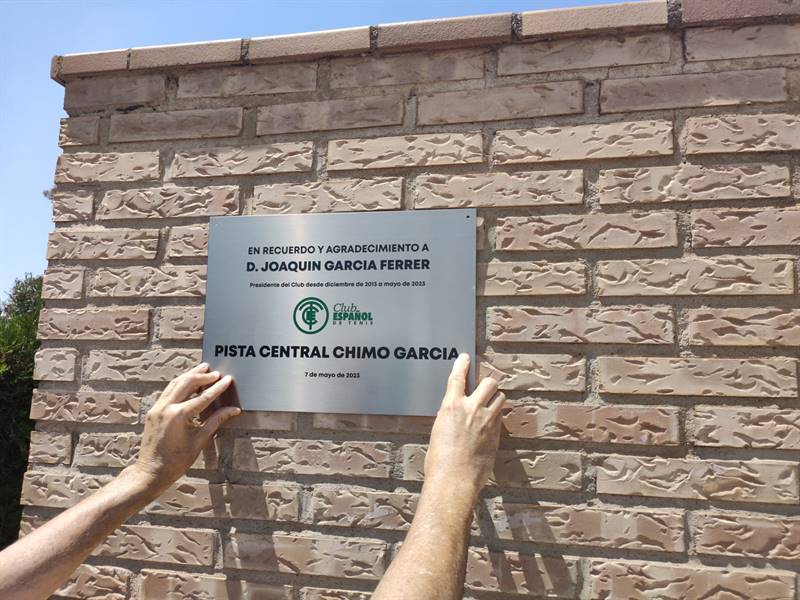 EN RECUERDO Y AGRADECIMIENTO A
D. JOAQUIN GARCIA FERRER
Presidente del Club desde diciembre de 2013 a mayo de 2023
Club
ESPAÑOL
DE TENIS
PISTA CENTRAL CHIMO GARCIA
7 de mayo de 2023